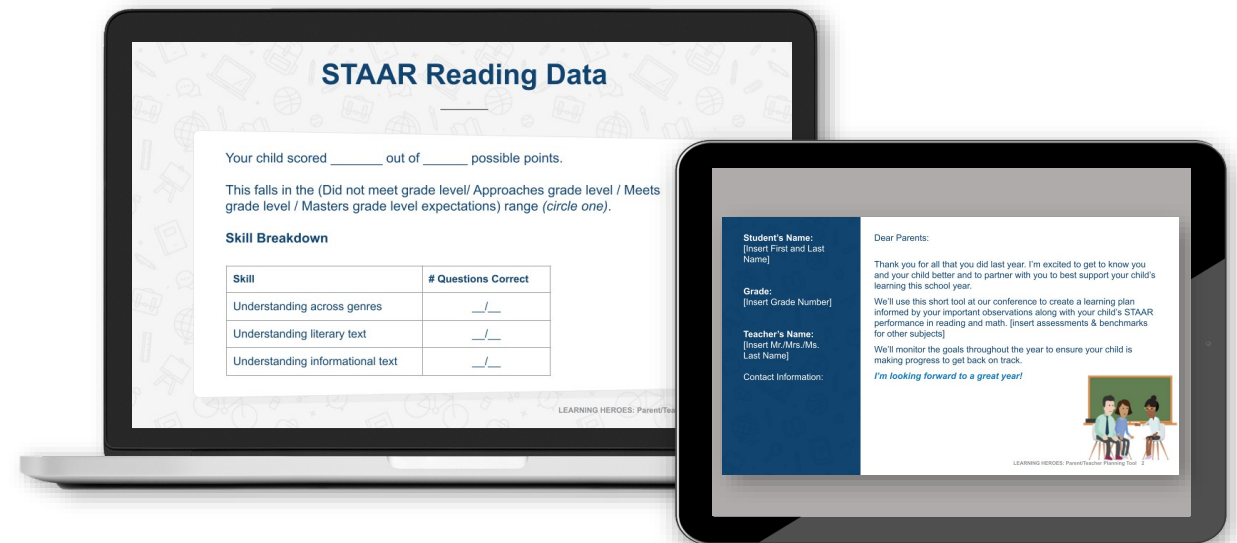 STAAR Reading Data
Your child scored _______ out of ______ possible points.
This falls in the (Did not meet grade level/ Approaches grade level / Meets
grade level / Masters grade level expectations) range (circle one).
Skill Breakdown
Skill # Questions Correct
Understanding across genres __/__
Understanding literary text __/__
Understanding informational text __/__
LEARNING HEROES: Parent/Tea
Student's Name:
[Insert First and Last
Name]
Grade:
[Insert Grade Number]
Teacher's Name:
[Insert Mr./Mrs./Ms.
Last Name]
Contact Information:
Dear Parents:
Thank you for all that you did last year. I'm excited to get to know you
and your child better and to partner with you to best support your child's
learning this school year.
We'll use this short tool at our conference to create a learning plan
informed by your important observations along with your child's STAAR
performance in reading and math. [insert assessments & benchmarks
for other subjects]
We'll monitor the goals throughout the year to ensure your child is
making progress to get back on track.
I'm looking forward to a great year!
LEARNING HEROES: Parent/Teacher Planning Tool 2